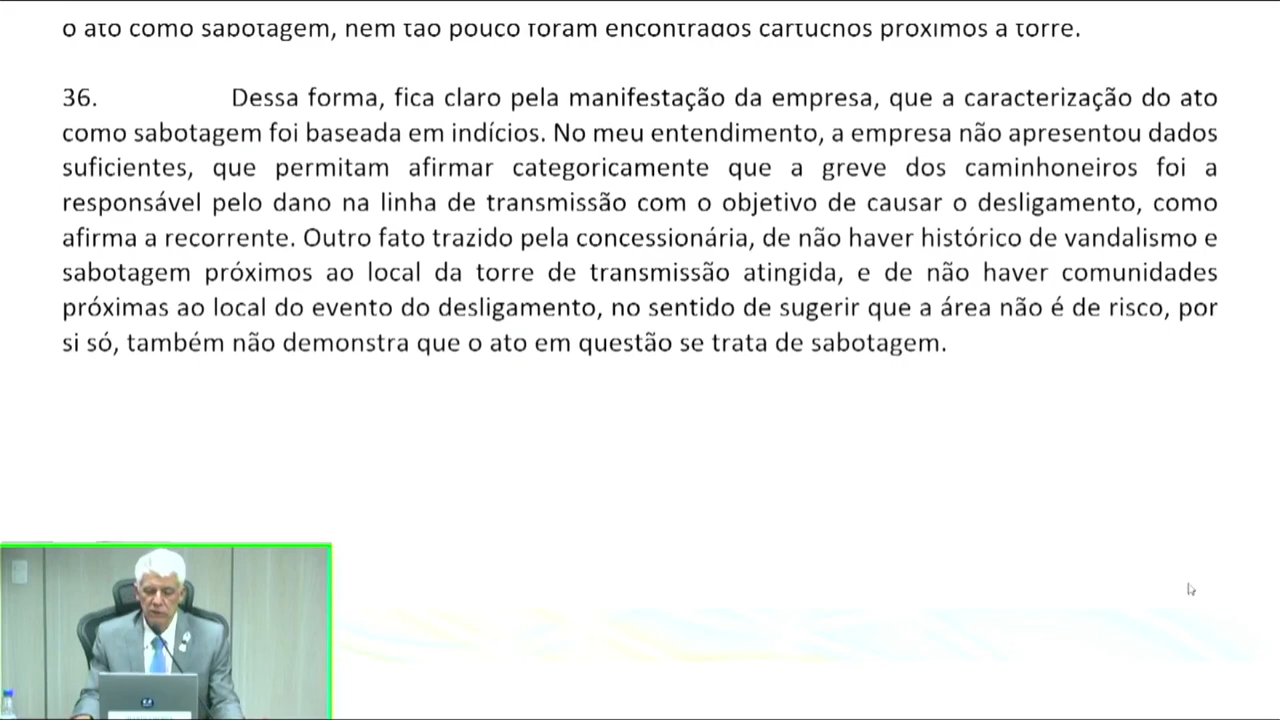 o ato como sabotagem, nem tão pouco foram encontrados cartuchos próximos a torre.
36. Dessa forma, fica claro pela manifestação da empresa, que a caracterização do ato
como sabotagem foi baseada em indícios. No meu entendimento, a empresa não apresentou dados
suficientes, que permitam afirmar categoricamente que a greve dos caminhoneiros foi a
responsável pelo dano na linha de transmissão com o objetivo de causar o desligamento, como
afirma a recorrente. Outro fato trazido pela concessionária, de não haver histórico de vandalismo e
sabotagem próximos ao local da torre de transmissão atingida, e de não haver comunidades
próximas ao local do evento do desligamento, no sentido de sugerir que a área não é de risco, por
si só, também não demonstra que o ato em questão se trata de sabotagem.